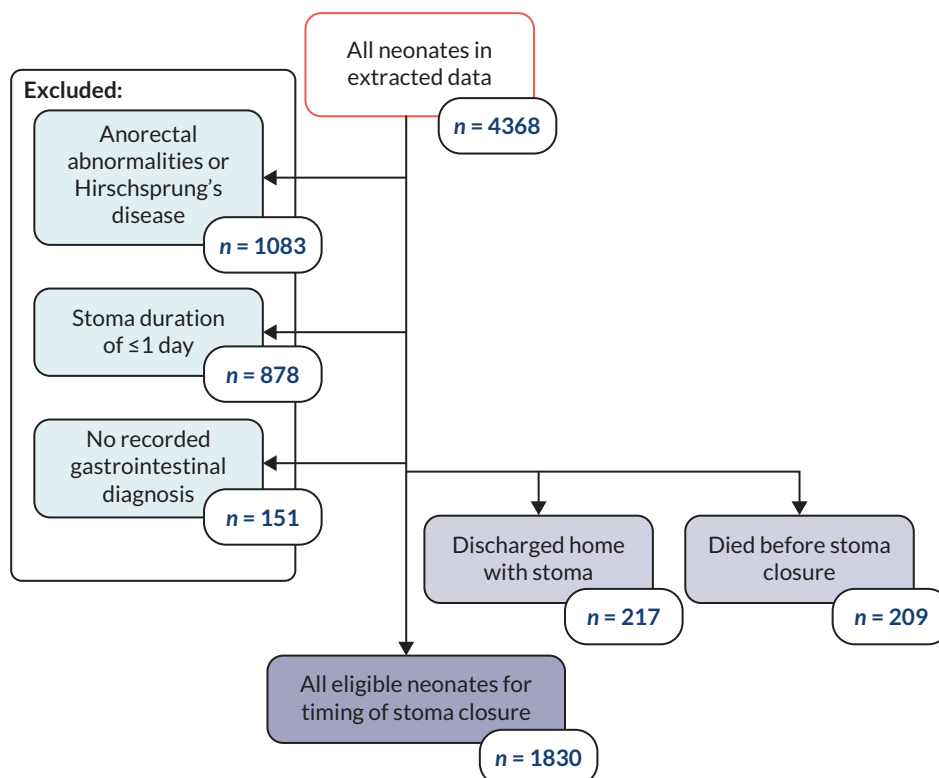 All neonates in
extracted data
n = 4368
Excluded:
Anorectal
abnormalities or
Hirschsprung’s
disease
n = 1083
Stoma duration
of ≤1 day
n = 878
No recorded
gastrointestinal
diagnosis
n = 151
Discharged home
with stoma
n = 217
Died before stoma
closure
n = 209
All eligible neonates for
timing of stoma closure
n = 1830